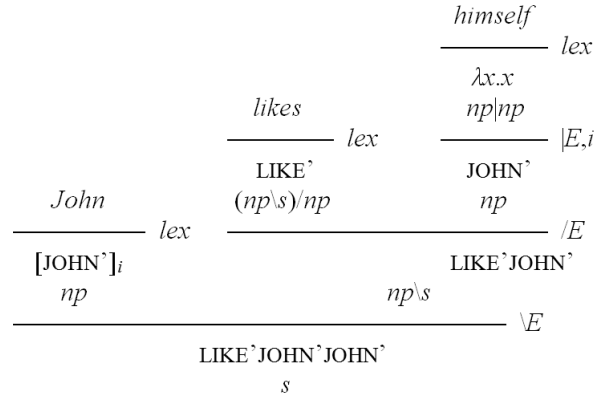 himself
lex
λx.x
likes np|np
lex |E,i
LIKE’ JOHN’
John (np\s)/np np
lex /E
[JOHN’]i LIKE’JOHN’
np np\s
\E
LIKE’JOHN’JOHN’
s